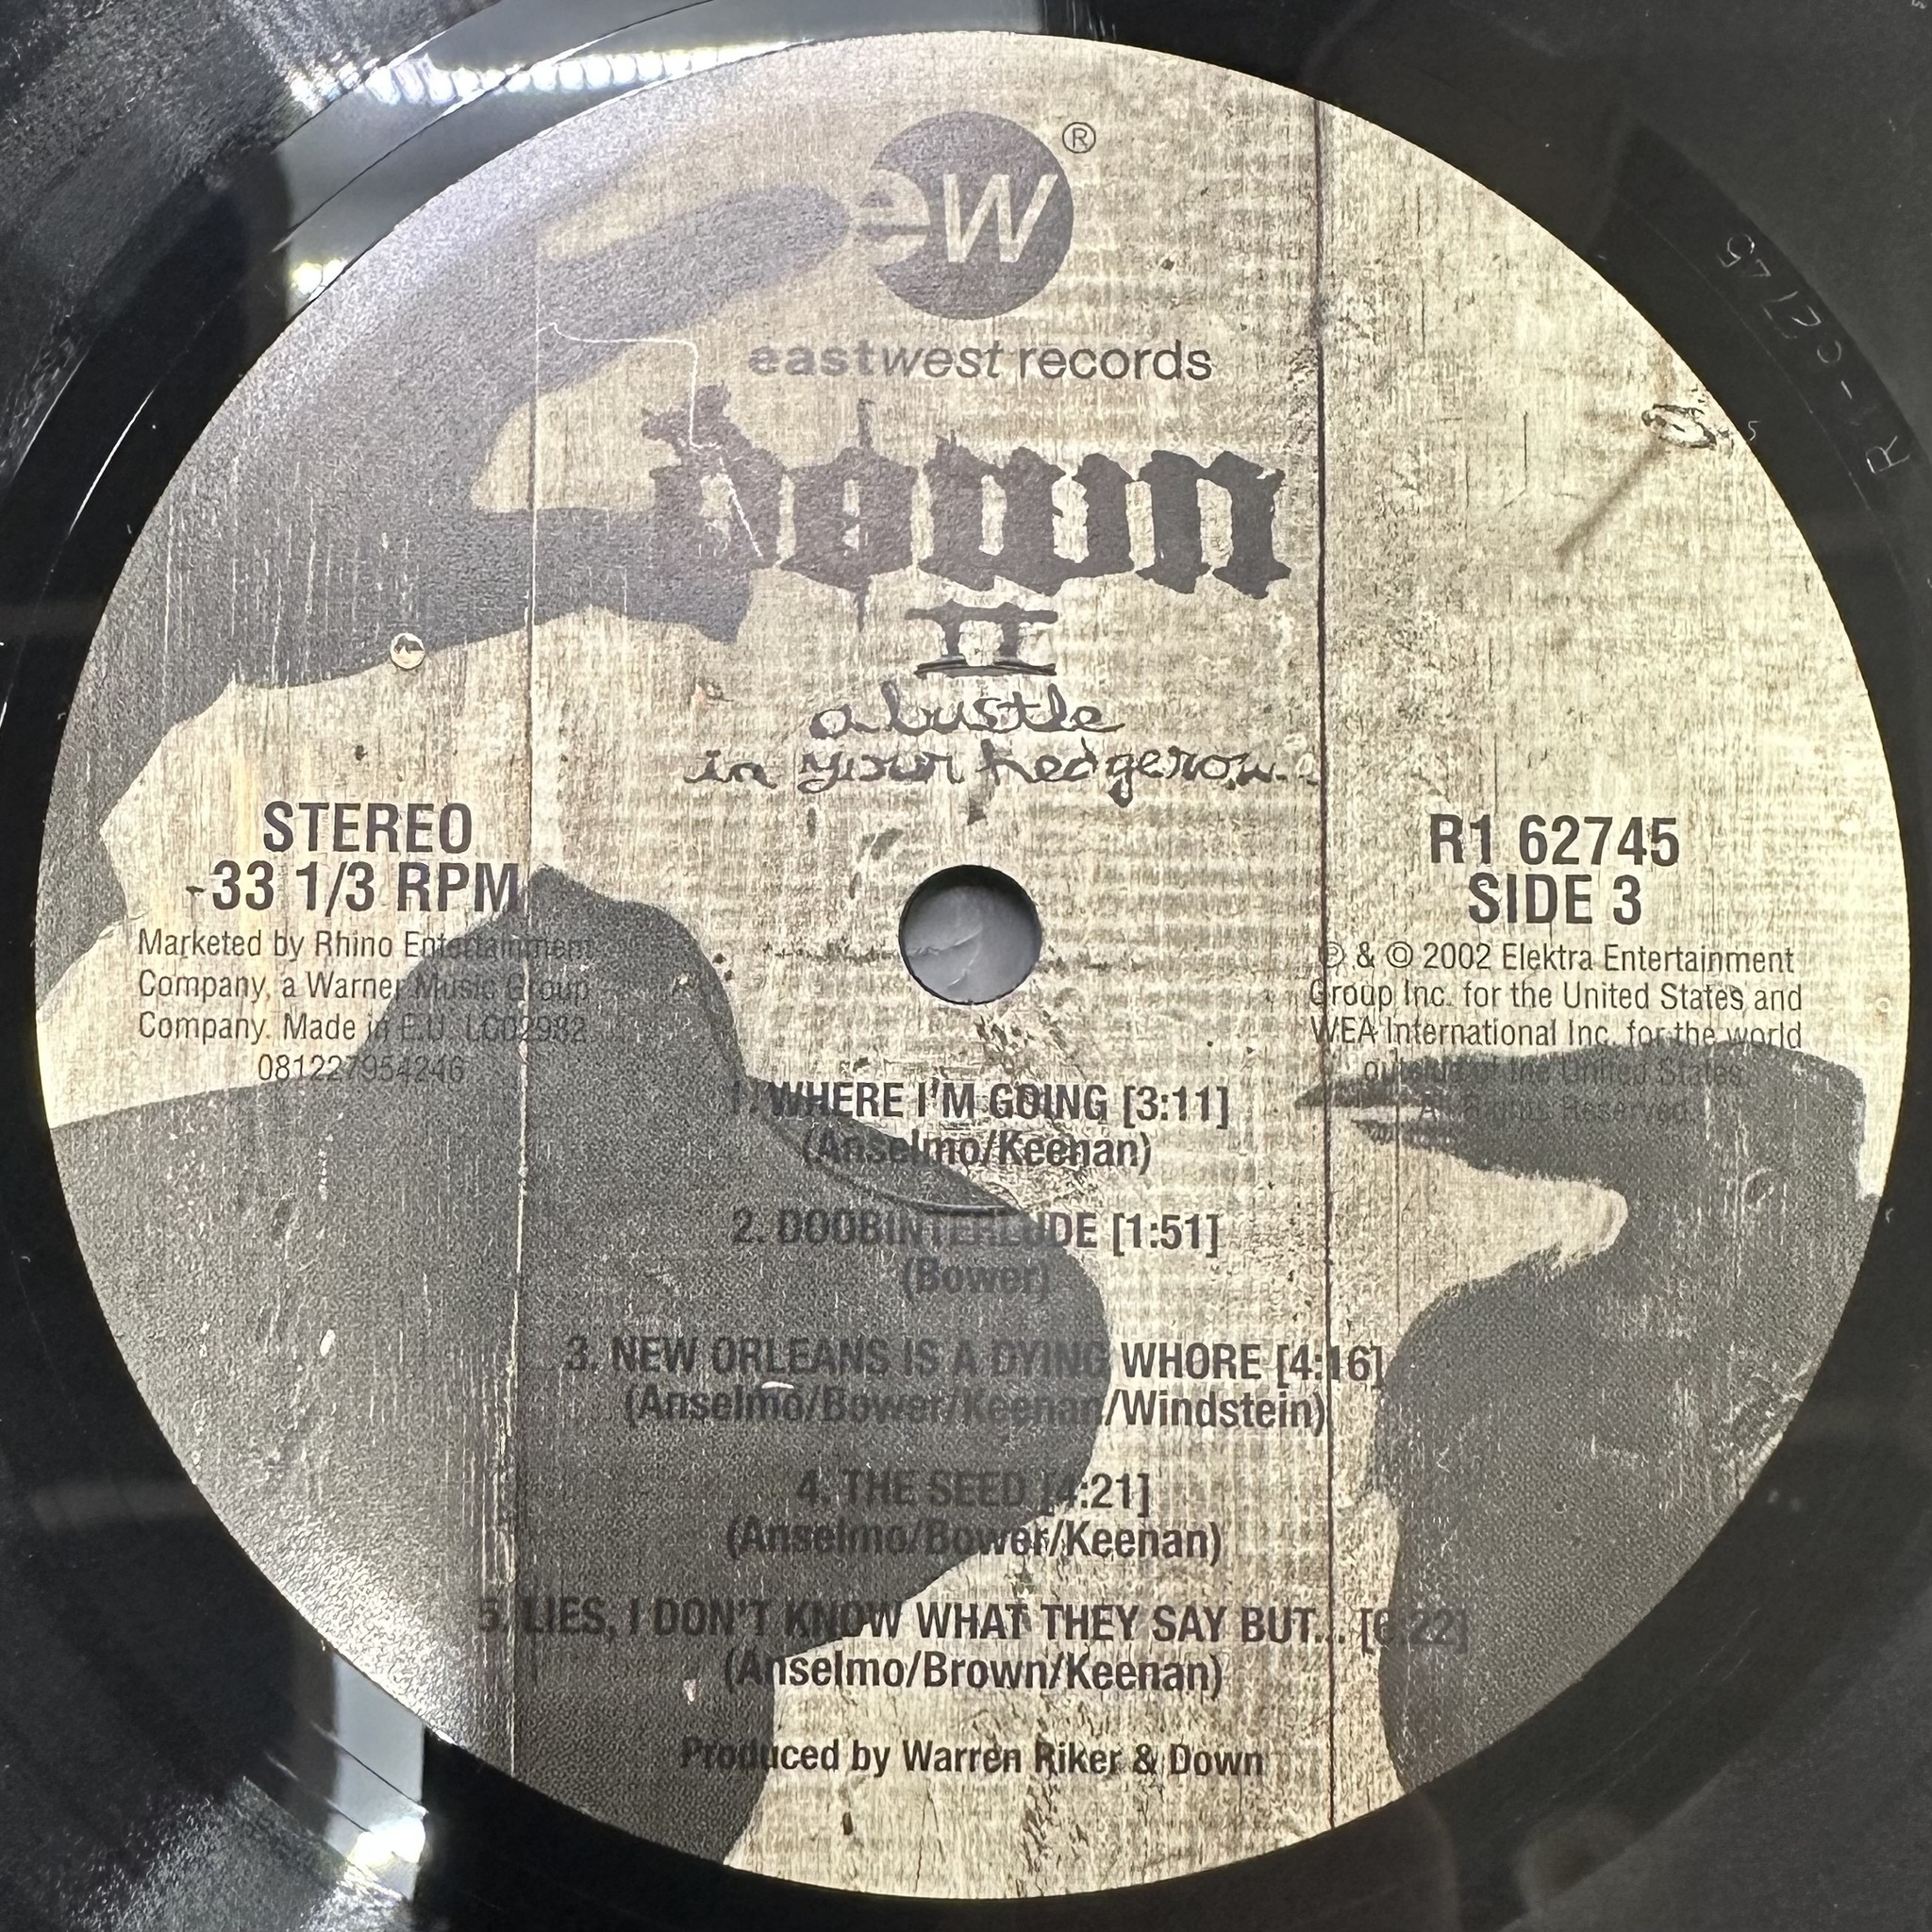 ew ®
eastwest records
down
II
a bustle
in your hedgerow...
STEREO
33 1/3 RPM
Marketed by Rhino Entertainment
Company, a Warner Music Group
Company. Made in E.U. LC02982
081227954246
R1 62745
SIDE 3
℗ & © 2002 Elektra Entertainment
Group Inc. for the United States and
WEA International Inc. for the world
outside of the United States.
All Rights Reserved.
1. WHERE I'M GOING [3:11]
(Anselmo/Keenan)
2. DOOBINTERLUDE [1:51]
(Bower)
3. NEW ORLEANS IS A DYING WHORE [4:16]
(Anselmo/Bower/Keenan/Windstein)
4. THE SEED [4:21]
(Anselmo/Bower/Keenan)
5. LIES, I DON'T KNOW WHAT THEY SAY BUT... [6:22]
(Anselmo/Brown/Keenan)
Produced by Warren Riker & Down